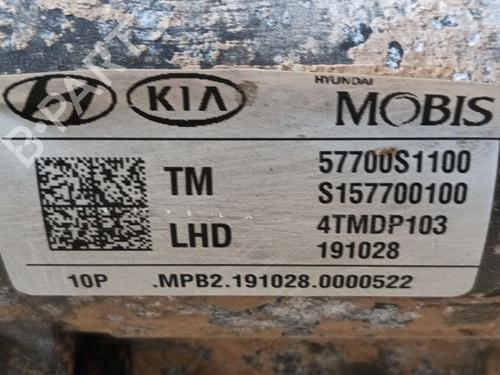 KIA
HYUNDAI
MOBIS
TM
57700S1100
S157700100
LHD
4TMDP103
191028
10P .MPB2.191028.0000522
B-PARTS